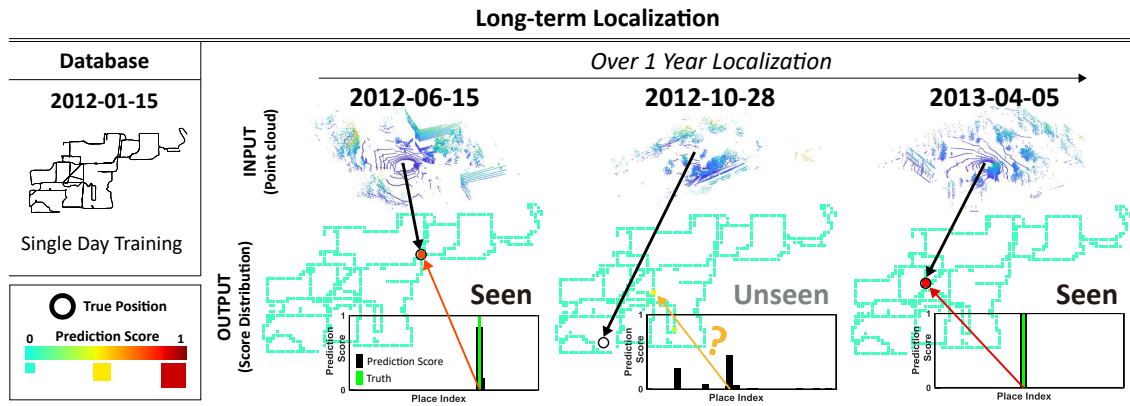 Long-term Localization
Database
2012-01-15
Single Day Training
True Position
Prediction Score
0
1
Over 1 Year Localization
2012-06-15
2012-10-28
2013-04-05
INPUT
(Point cloud)
OUTPUT
(Score Distribution)
Seen
Unseen
Seen
Prediction
Score
1
0
Prediction Score
Truth
Place Index
Prediction
Score
1
0
?
Place Index
Prediction
Score
1
0
Place Index